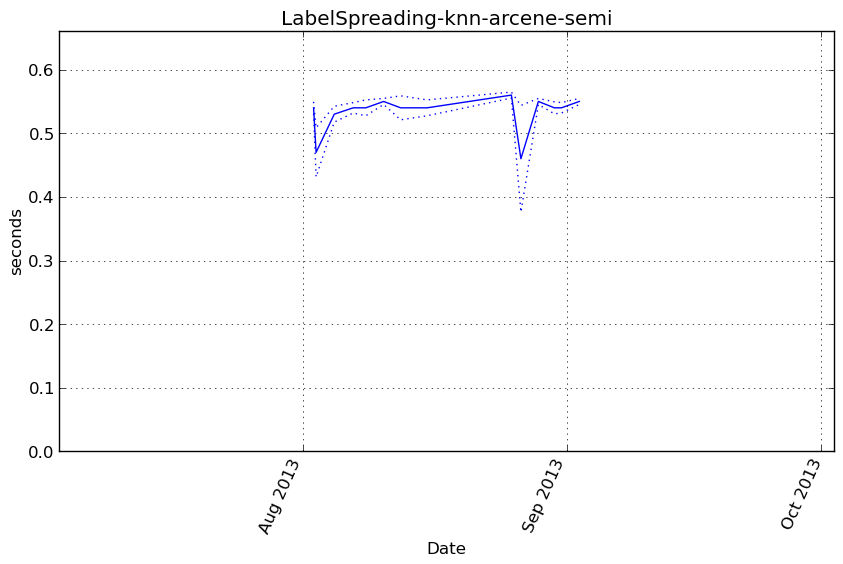 LabelSpreading-knn-arcene-semi
0.6
0.5
0.4
0.3
0.2
0.1
0.0
seconds
Aug 2013
Sep 2013
Oct 2013
Date